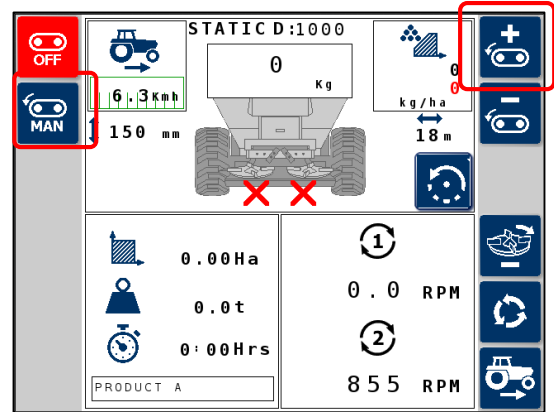 STATIC D:1000
OFF
0
Kg
0
0
6.3Kmh
kg/ha
MAN
150 mm
18m
1
0.00Ha
0.0 RPM
0.0t
2
0:00Hrs
855 RPM
PRODUCT A